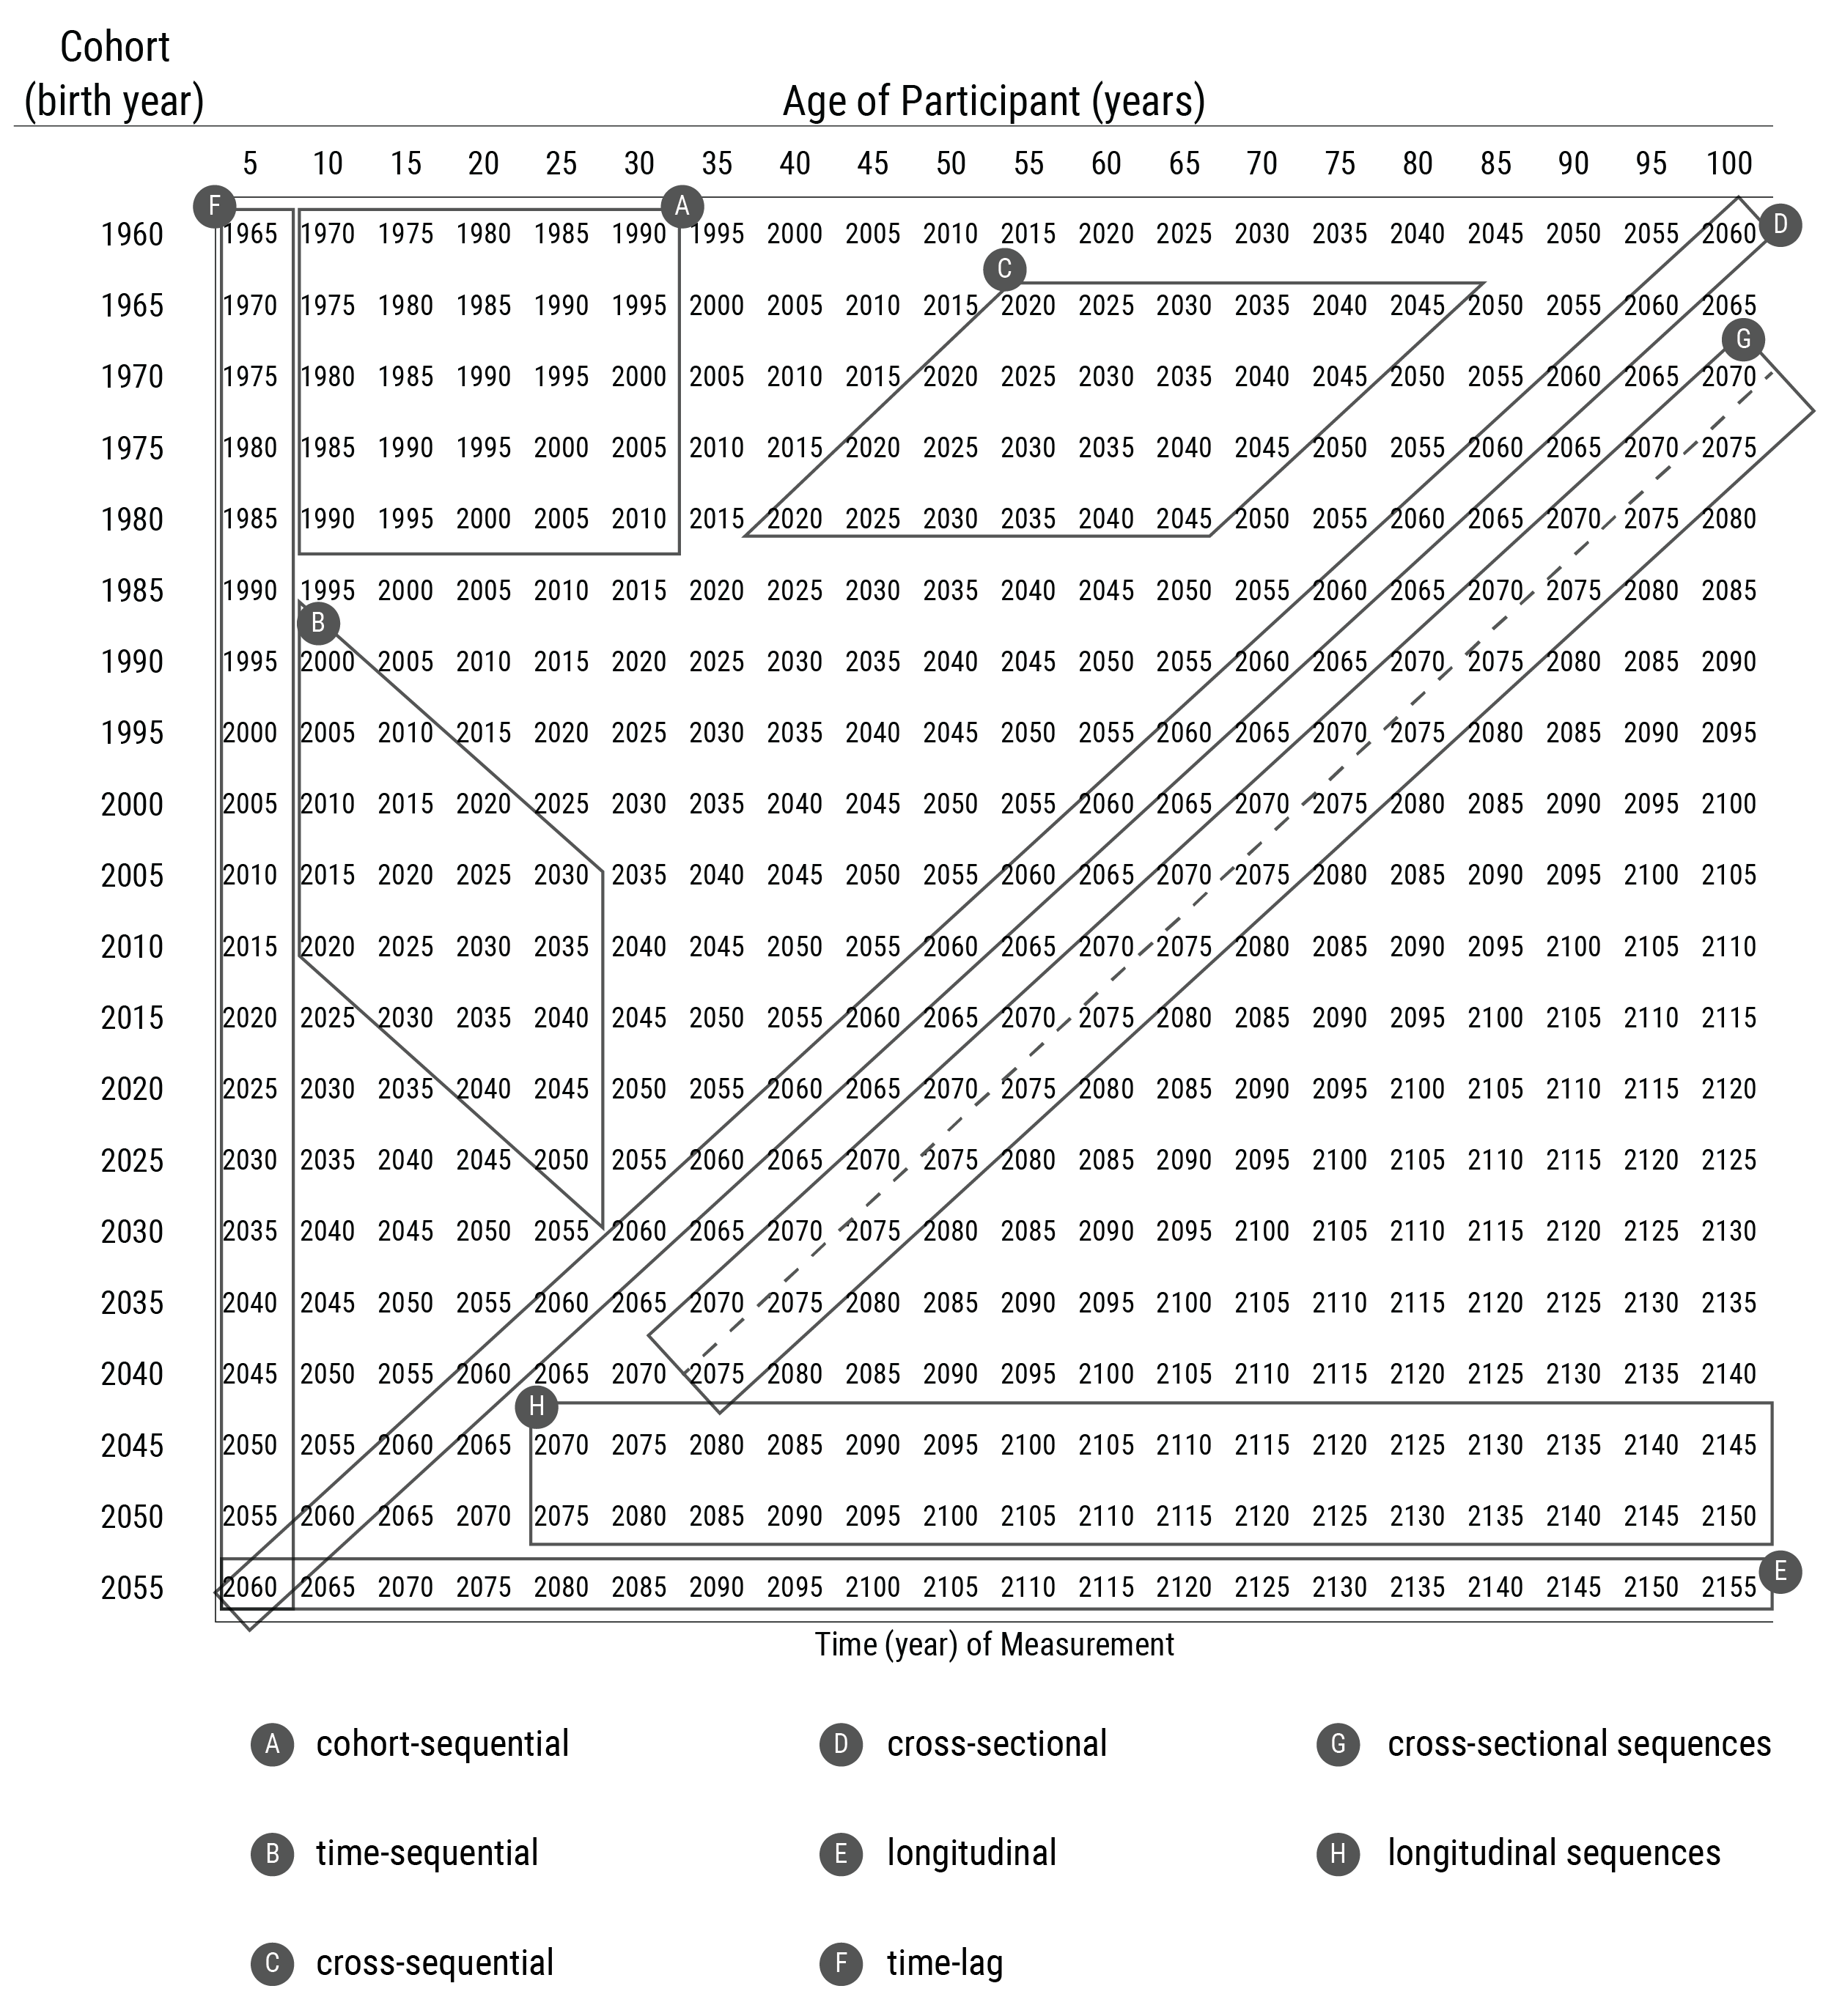 Cohort
(birth year)
Age of Participant (years)
5 10 15 20 25 30 35 40 45 50 55 60 65 70 75 80 85 90 95 100
F A D
1960 1965 1970 1975 1980 1985 1990 1995 2000 2005 2010 2015 2020 2025 2030 2035 2040 2045 2050 2055 2060
C
1965 1970 1975 1980 1985 1990 1995 2000 2005 2010 2015 2020 2025 2030 2035 2040 2045 2050 2055 2060 2065
G
1970 1975 1980 1985 1990 1995 2000 2005 2010 2015 2020 2025 2030 2035 2040 2045 2050 2055 2060 2065 2070
1975 1980 1985 1990 1995 2000 2005 2010 2015 2020 2025 2030 2035 2040 2045 2050 2055 2060 2065 2070 2075
1980 1985 1990 1995 2000 2005 2010 2015 2020 2025 2030 2035 2040 2045 2050 2055 2060 2065 2070 2075 2080
1985 1990 1995 2000 2005 2010 2015 2020 2025 2030 2035 2040 2045 2050 2055 2060 2065 2070 2075 2080 2085
B
1990 1995 2000 2005 2010 2015 2020 2025 2030 2035 2040 2045 2050 2055 2060 2065 2070 2075 2080 2085 2090
1995 2000 2005 2010 2015 2020 2025 2030 2035 2040 2045 2050 2055 2060 2065 2070 2075 2080 2085 2090 2095
2000 2005 2010 2015 2020 2025 2030 2035 2040 2045 2050 2055 2060 2065 2070 2075 2080 2085 2090 2095 2100
2005 2010 2015 2020 2025 2030 2035 2040 2045 2050 2055 2060 2065 2070 2075 2080 2085 2090 2095 2100 2105
2010 2015 2020 2025 2030 2035 2040 2045 2050 2055 2060 2065 2070 2075 2080 2085 2090 2095 2100 2105 2110
2015 2020 2025 2030 2035 2040 2045 2050 2055 2060 2065 2070 2075 2080 2085 2090 2095 2100 2105 2110 2115
2020 2025 2030 2035 2040 2045 2050 2055 2060 2065 2070 2075 2080 2085 2090 2095 2100 2105 2110 2115 2120
2025 2030 2035 2040 2045 2050 2055 2060 2065 2070 2075 2080 2085 2090 2095 2100 2105 2110 2115 2120 2125
2030 2035 2040 2045 2050 2055 2060 2065 2070 2075 2080 2085 2090 2095 2100 2105 2110 2115 2120 2125 2130
2035 2040 2045 2050 2055 2060 2065 2070 2075 2080 2085 2090 2095 2100 2105 2110 2115 2120 2125 2130 2135
2040 2045 2050 2055 2060 2065 2070 2075 2080 2085 2090 2095 2100 2105 2110 2115 2120 2125 2130 2135 2140
H
2045 2050 2055 2060 2065 2070 2075 2080 2085 2090 2095 2100 2105 2110 2115 2120 2125 2130 2135 2140 2145
2050 2055 2060 2065 2070 2075 2080 2085 2090 2095 2100 2105 2110 2115 2120 2125 2130 2135 2140 2145 2150
E
2055 2060 2065 2070 2075 2080 2085 2090 2095 2100 2105 2110 2115 2120 2125 2130 2135 2140 2145 2150 2155
Time (year) of Measurement
A cohort-sequential
D cross-sectional
G cross-sectional sequences
B time-sequential
E longitudinal
H longitudinal sequences
C cross-sequential
F time-lag